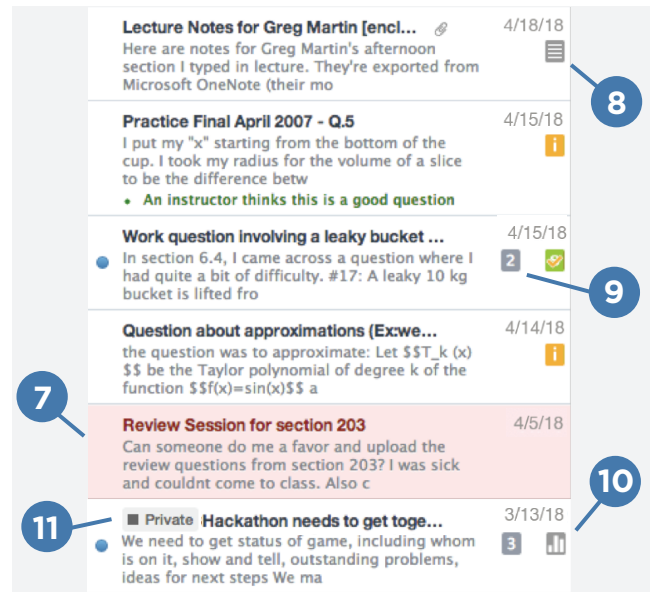 Lecture Notes for Greg Martin [encl...
4/18/18
Here are notes for Greg Martin's afternoon
section I typed in lecture. They're exported from
Microsoft OneNote (their mo
8
Practice Final April 2007 - Q.5
4/15/18
I put my "x" starting from the bottom of the
cup. I took my radius for the volume of a slice
to be the difference betw
i
• An instructor thinks this is a good question
Work question involving a leaky bucket ...
4/15/18
In section 6.4, I came across a question where I
had quite a bit of difficulty. #17: A leaky 10 kg
bucket is lifted fro
2
9
Question about approximations (Ex:we...
4/14/18
the question was to approximate: Let $$T_k (x)
$$ be the Taylor polynomial of degree k of the
function $$f(x)=sin(x)$$ a
i
7
Review Session for section 203
4/5/18
Can someone do me a favor and upload the
review questions from section 203? I was sick
and couldnt come to class. Also c
10
11
Private Hackathon needs to get toge...
3/13/18
We need to get status of game, including whom
is on it, show and tell, outstanding problems,
ideas for next steps We ma
3